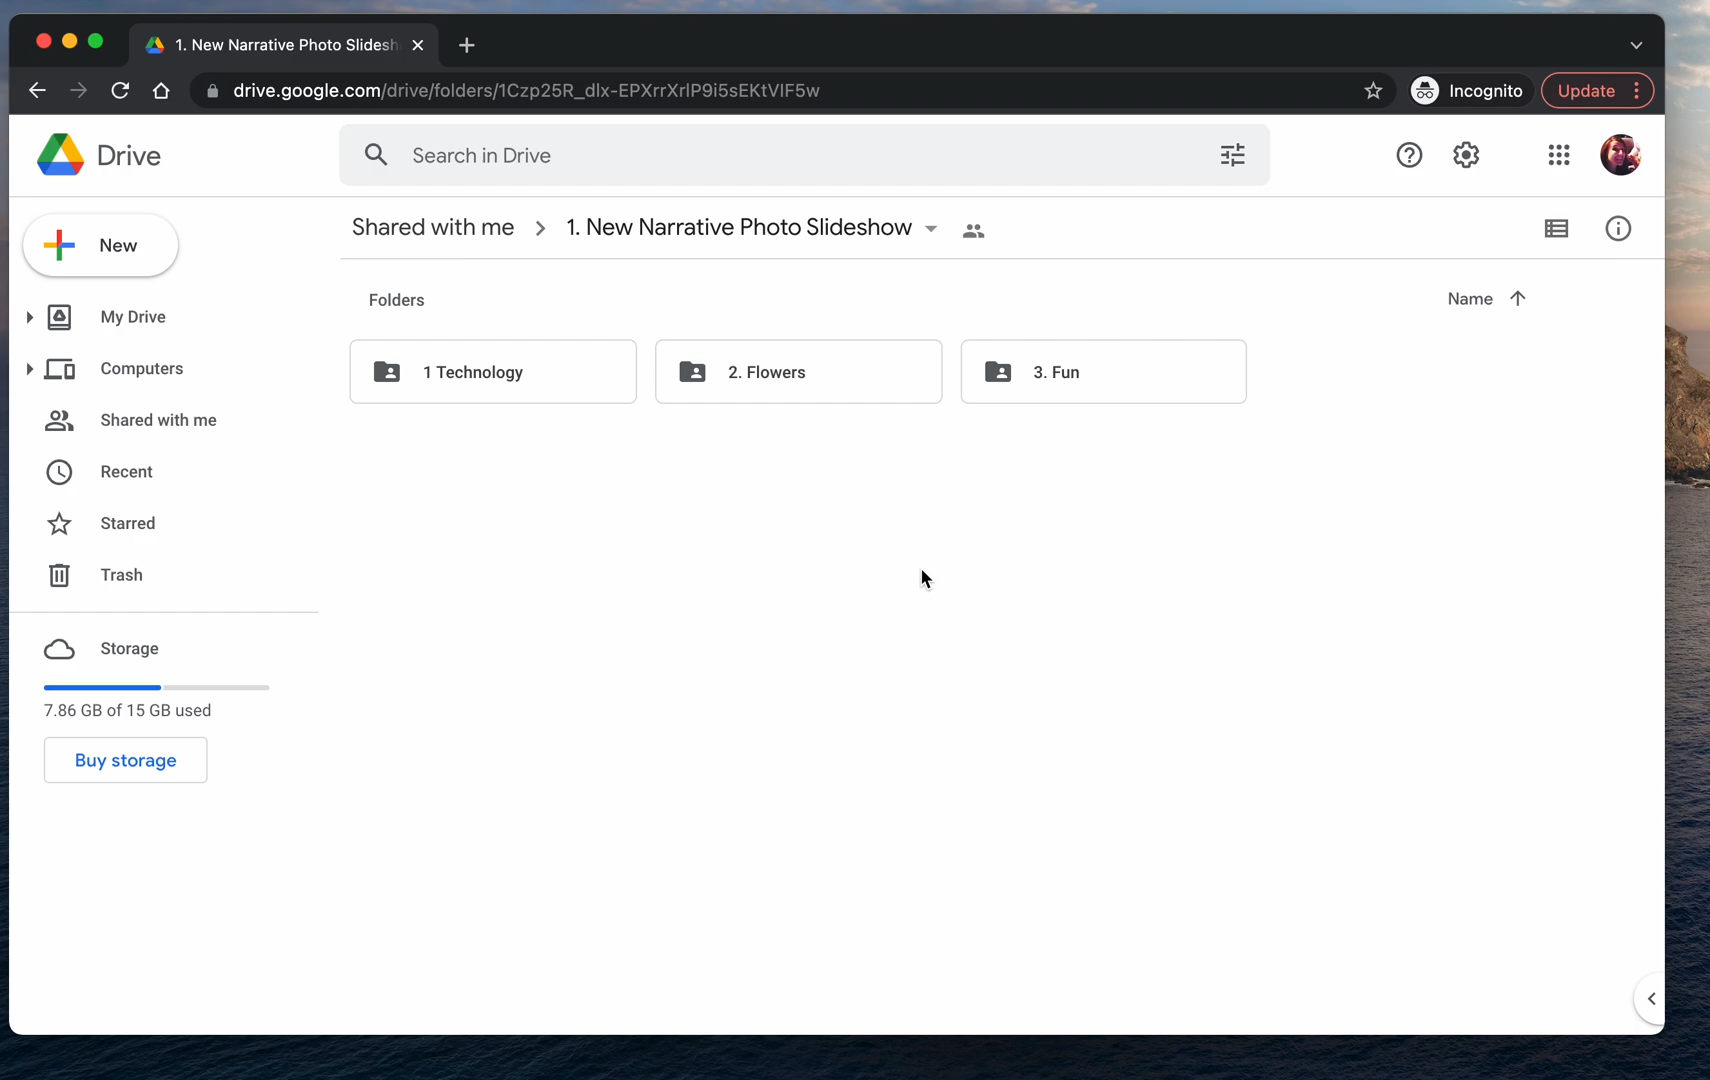 1. New Narrative Photo Slidesh
drive.google.com/drive/folders/1Czp25R_dlx-EPXrrXrlP9i5sEKtVIF5w
Incognito
Update
Drive
Search in Drive
New
Shared with me
1. New Narrative Photo Slideshow
Folders
Name
1 Technology
2. Flowers
3. Fun
My Drive
Computers
Shared with me
Recent
Starred
Trash
Storage
7.86 GB of 15 GB used
Buy storage